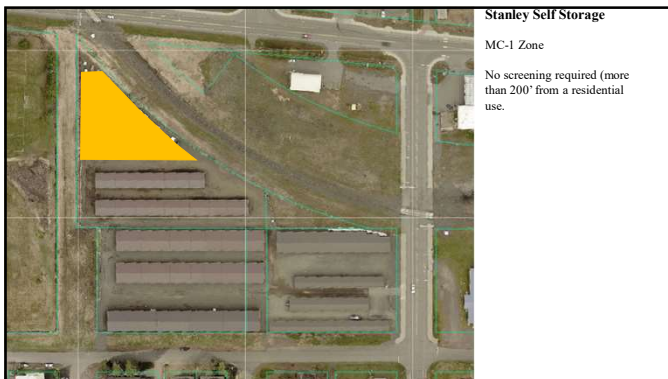 Stanley Self Storage
MC-1 Zone
No screening required (more
than 200' from a residential
use.